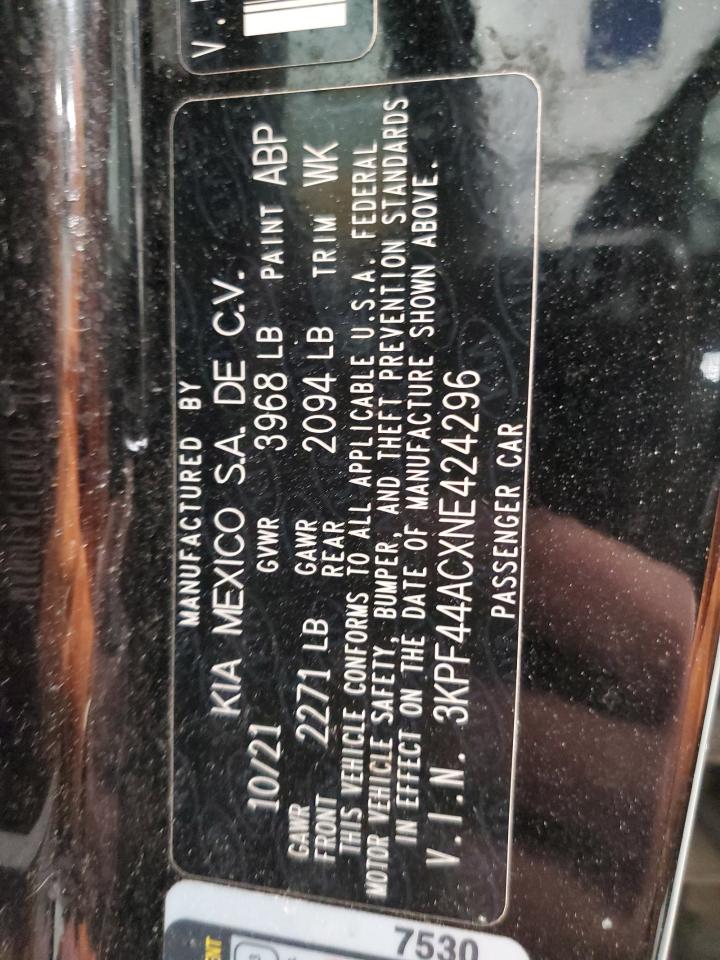 MANUFACTURED BY
KIA MEXICO S.A. DE C.V.
10/21 GVWR 3968 LB PAINT ABP
GAWR FRONT 2271 LB GAWR REAR 2094 LB TRIM WK
THIS VEHICLE CONFORMS TO ALL APPLICABLE U.S.A. FEDERAL
MOTOR VEHICLE SAFETY, BUMPER, AND THEFT PREVENTION STANDARDS
IN EFFECT ON THE DATE OF MANUFACTURE SHOWN ABOVE.
V.I.N. 3KPF44ACXNE424296
PASSENGER CAR
V.
7530